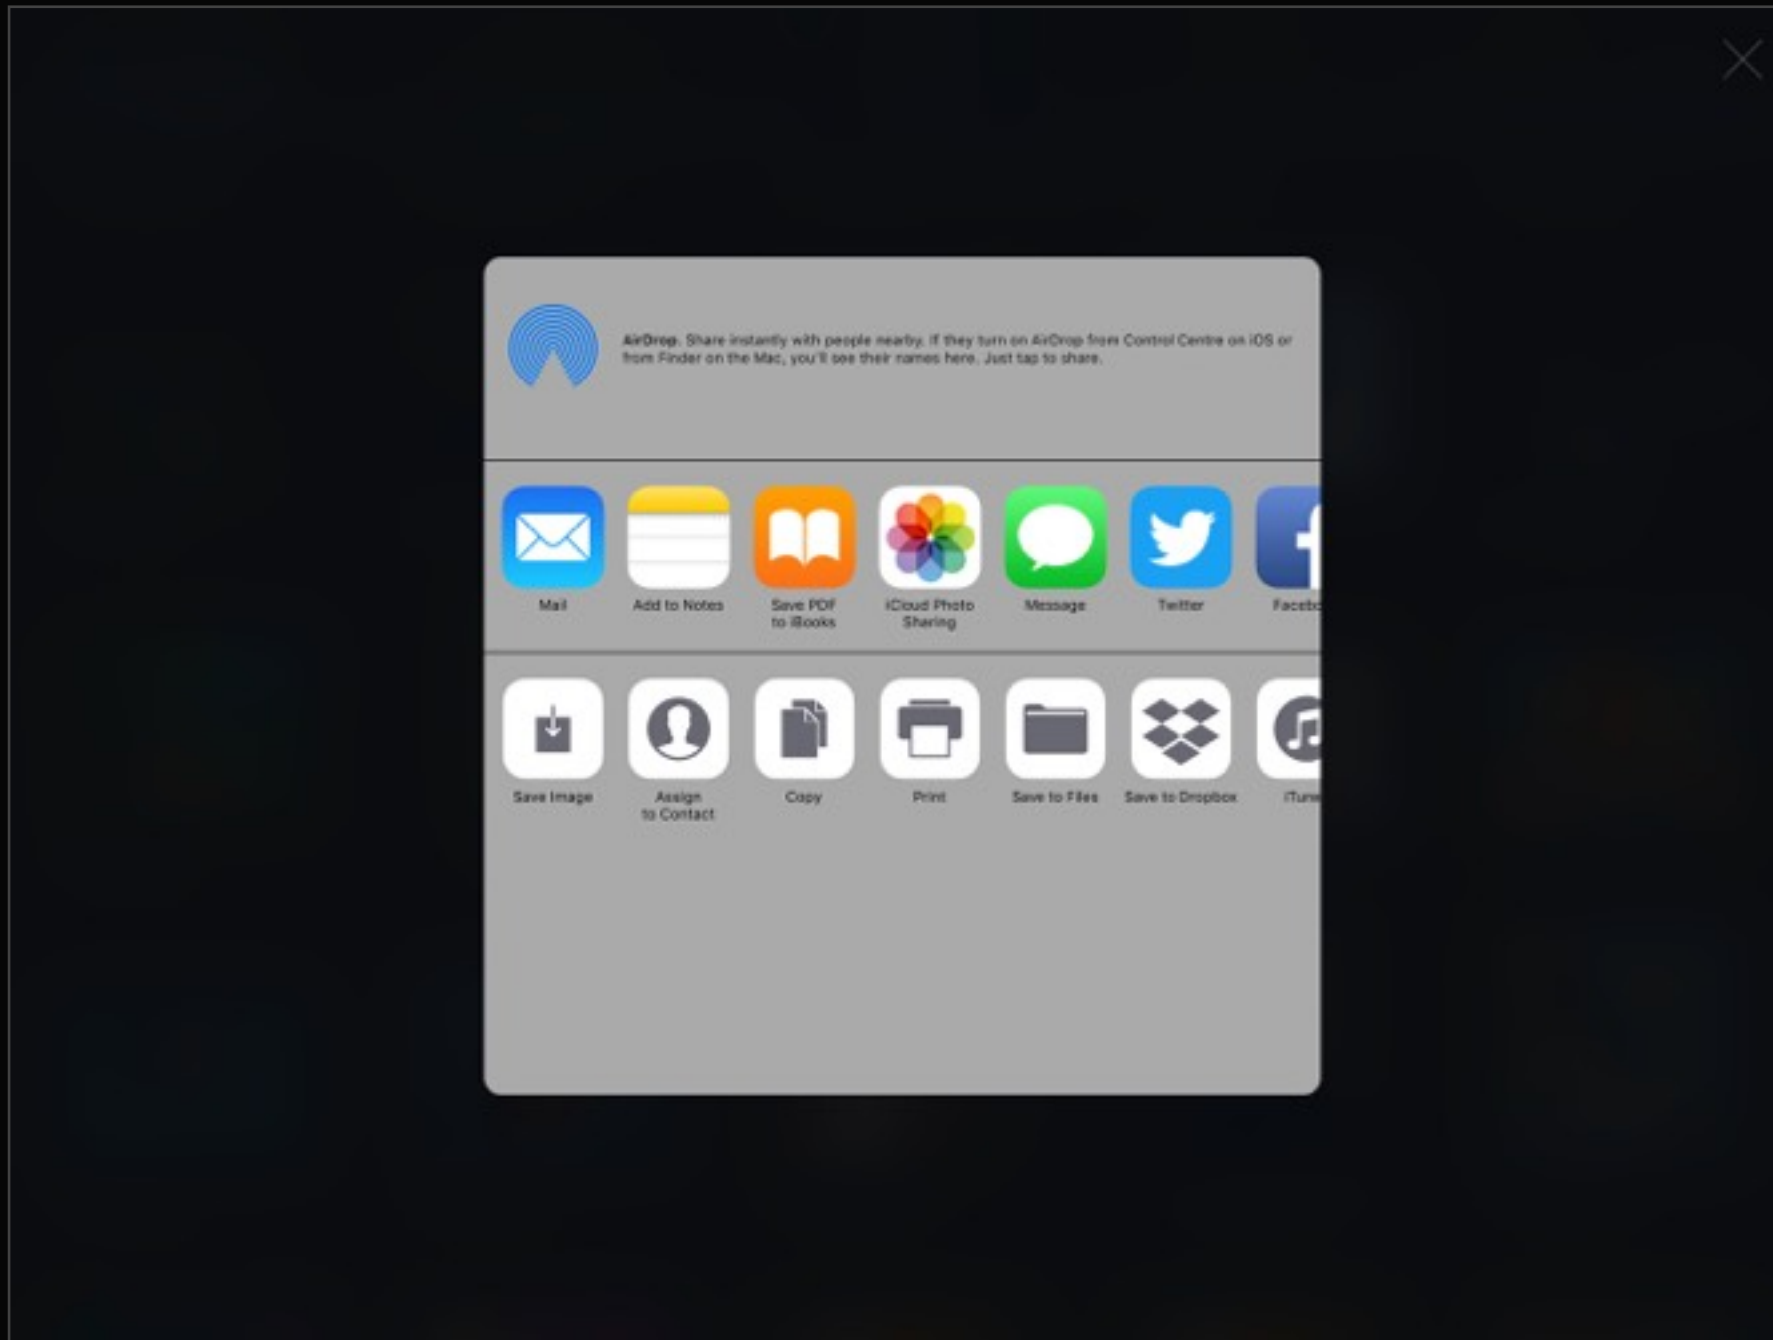 AirDrop. Share instantly with people nearby. If they turn on AirDrop from Control Centre on iOS or
from Finder on the Mac, you'll see their names here. Just tap to share.
Mail
Add to Notes
Save PDF
to iBooks
iCloud Photo
Sharing
Message
Twitter
Facebo
Save Image
Assign
to Contact
Copy
Print
Save to Files
Save to Dropbox
iTune